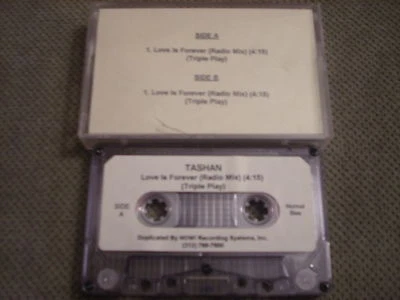 SIDE A
1. Love Is Forever (Radio Mix) (4:15)
(Triple Play)
SIDE B
1. Love Is Forever (Radio Mix) (4:15)
(Triple Play)
TASHAN
Love Is Forever (Radio Mix) (4:15)
(Triple Play)
SIDE
A
Normal
Bias
Duplicated By Recording Systems, Inc.
(212)